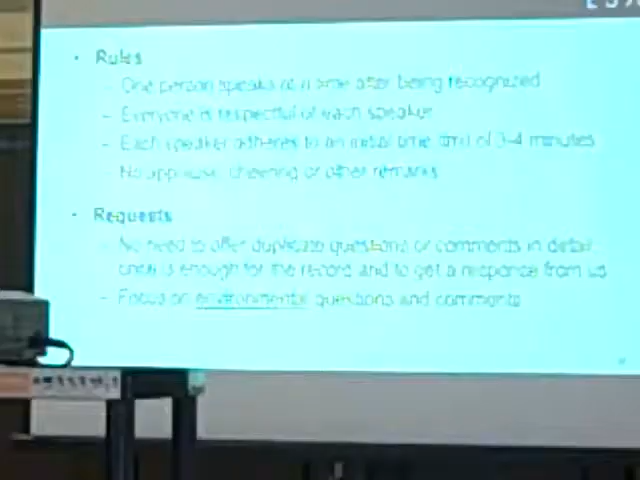 • Rules
– One person speaks at a time after being recognized
– Everyone is respectful of each speaker
– Each speaker adheres to an initial time limit of 3-4 minutes
– No applause, cheering or other remarks
• Requests
– No need to offer duplicate questions or comments in detail
once is enough for the record and to get a response from us
– Focus on environmental questions and comments